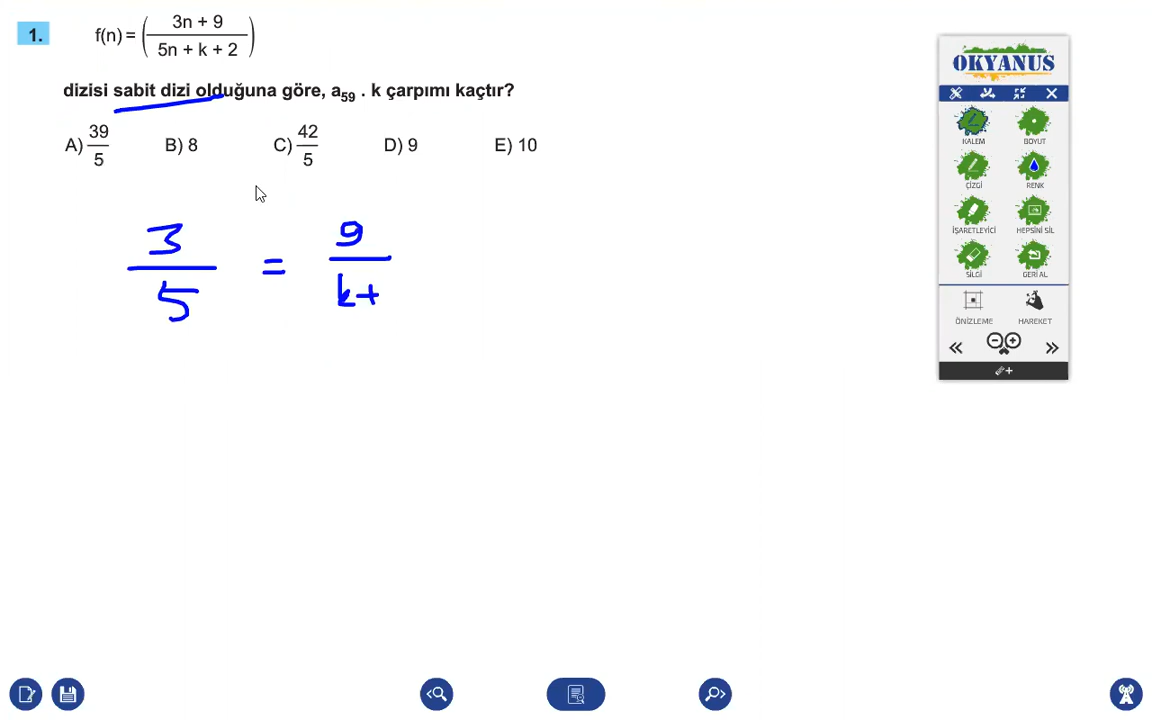 1. f(n) = ( 3n + 9 / 5n + k + 2 )
dizisi sabit dizi olduğuna göre, a59 . k çarpımı kaçtır?
A) 39/5 B) 8 C) 42/5 D) 9 E) 10
3/5 = 9/k+
OKYANUS
KALEM BOYUT
ÇİZGİ RENK
İŞARETLEYİCİ HEPSİNİ SİL
SİLGİ GERİ AL
ÖNİZLEME HAREKET